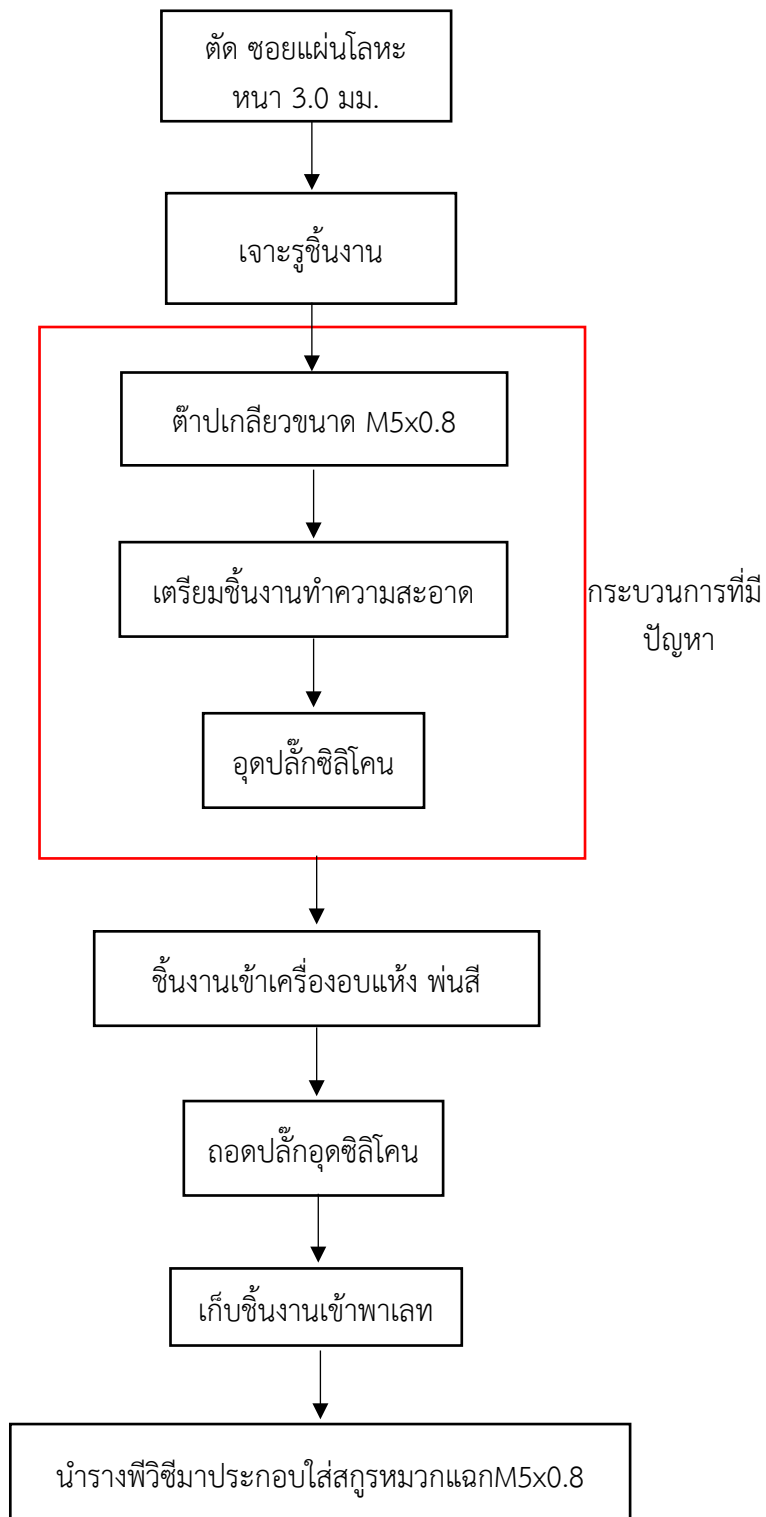 ตัด ซอยแผ่นโลหะ
หนา 3.0 มม.
เจาะรูชิ้นงาน
ต๊าปเกลียวขนาด M5x0.8
เตรียมชิ้นงานทำความสะอาด
กระบวนการที่มี
ปัญหา
อุดปลั๊กซิลิโคน
ชิ้นงานเข้าเครื่องอบแห้ง พ่นสี
ถอดปลั๊กอุดซิลิโคน
เก็บชิ้นงานเข้าพาเลท
นำรางพีวิซีมาประกอบใส่สกูรหมวกแฉกM5x0.8